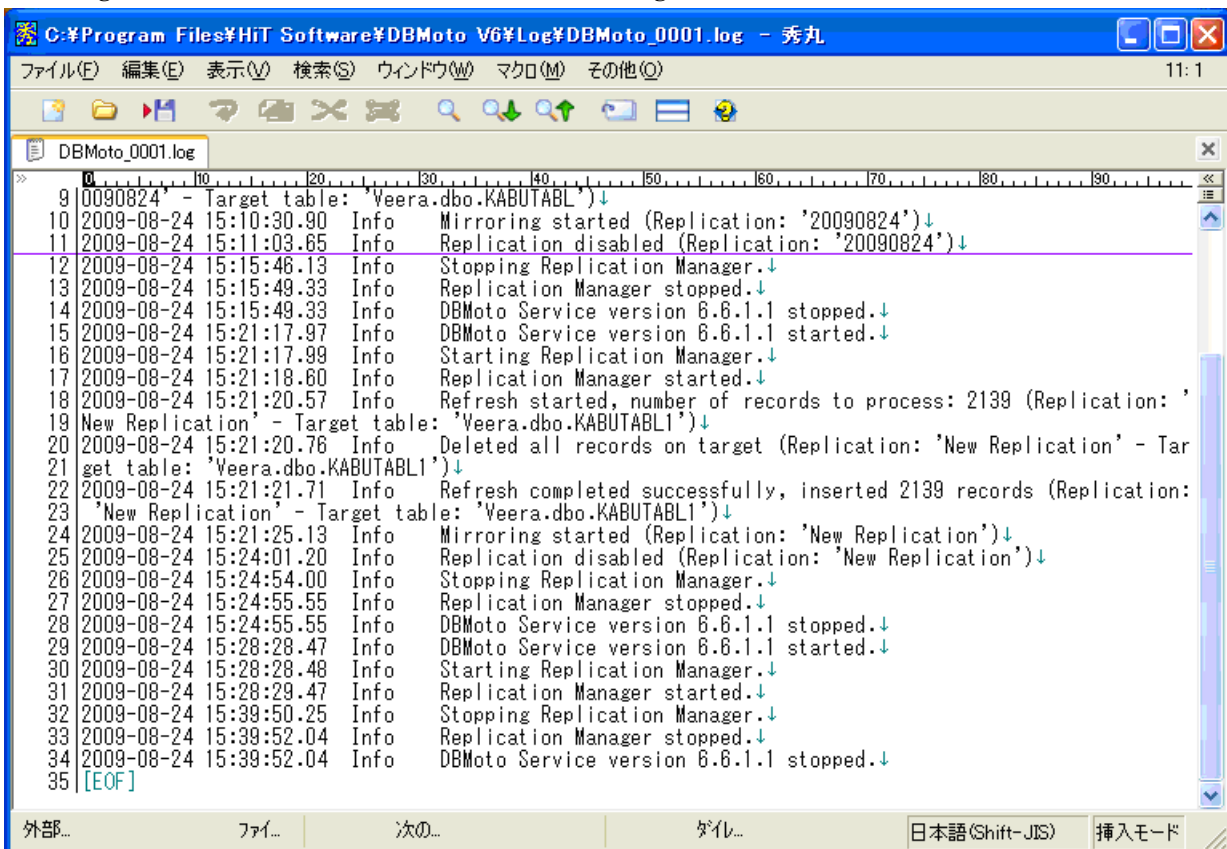 C:¥Program Files¥HiT Software¥DBMoto V6¥Log¥DBMoto_0001.log - 秀丸
ファイル(F) 編集(E) 表示(V) 検索(S) ウィンドウ(W) マクロ(M) その他(O) 11: 1
DBMoto_0001.log
0 10 20 30 40 50 60 70 80 90
9 0090824' - Target table: 'Veera.dbo.KABUTABL')↓
10 2009-08-24 15:10:30.90 Info Mirroring started (Replication: '20090824')↓
11 2009-08-24 15:11:03.65 Info Replication disabled (Replication: '20090824')↓
12 2009-08-24 15:15:46.13 Info Stopping Replication Manager.↓
13 2009-08-24 15:15:49.33 Info Replication Manager stopped.↓
14 2009-08-24 15:15:49.33 Info DBMoto Service version 6.6.1.1 stopped.↓
15 2009-08-24 15:21:17.97 Info DBMoto Service version 6.6.1.1 started.↓
16 2009-08-24 15:21:17.99 Info Starting Replication Manager.↓
17 2009-08-24 15:21:18.60 Info Replication Manager started.↓
18 2009-08-24 15:21:20.57 Info Refresh started, number of records to process: 2139 (Replication: '
19 New Replication' - Target table: 'Veera.dbo.KABUTABL1')↓
20 2009-08-24 15:21:20.76 Info Deleted all records on target (Replication: 'New Replication' - Tar
21 get table: 'Veera.dbo.KABUTABL1')↓
22 2009-08-24 15:21:21.71 Info Refresh completed successfully, inserted 2139 records (Replication:
23 'New Replication' - Target table: 'Veera.dbo.KABUTABL1')↓
24 2009-08-24 15:21:25.13 Info Mirroring started (Replication: 'New Replication')↓
25 2009-08-24 15:24:01.20 Info Replication disabled (Replication: 'New Replication')↓
26 2009-08-24 15:24:54.00 Info Stopping Replication Manager.↓
27 2009-08-24 15:24:55.55 Info Replication Manager stopped.↓
28 2009-08-24 15:24:55.55 Info DBMoto Service version 6.6.1.1 stopped.↓
29 2009-08-24 15:28:28.47 Info DBMoto Service version 6.6.1.1 started.↓
30 2009-08-24 15:28:28.48 Info Starting Replication Manager.↓
31 2009-08-24 15:28:29.47 Info Replication Manager started.↓
32 2009-08-24 15:39:50.25 Info Stopping Replication Manager.↓
33 2009-08-24 15:39:52.04 Info Replication Manager stopped.↓
34 2009-08-24 15:39:52.04 Info DBMoto Service version 6.6.1.1 stopped.↓
35 [EOF]
外部... ファイ... 次の... ダイレ... 日本語(Shift-JIS) 挿入モード